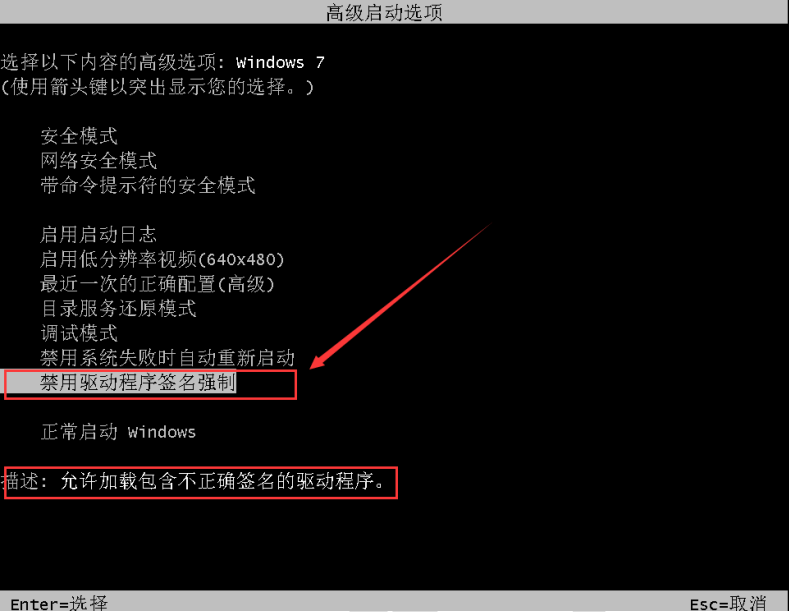 高级启动选项
选择以下内容的高级选项: Windows 7
(使用箭头键以突出显示您的选择。)
安全模式
网络安全模式
带命令提示符的安全模式
启用启动日志
启用低分辨率视频(640x480)
最近一次的正确配置(高级)
目录服务还原模式
调试模式
禁用系统失败时自动重新启动
禁用驱动程序签名强制
正常启动 Windows
描述: 允许加载包含不正确签名的驱动程序。
Enter=选择 Esc=取消